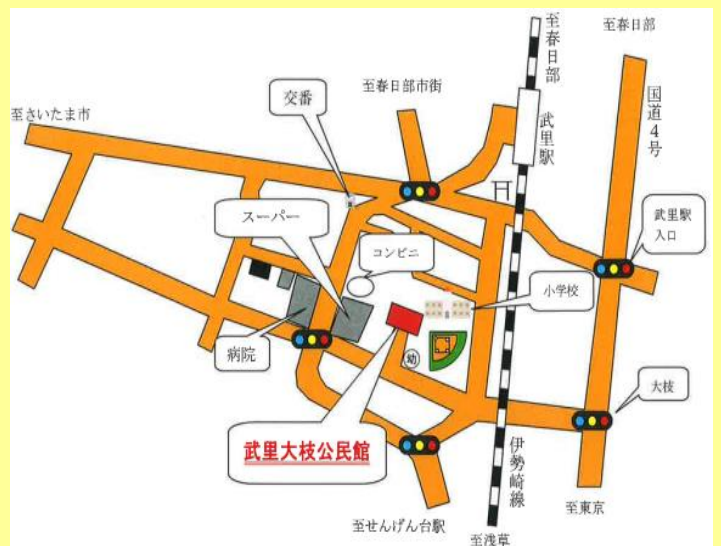 至春日部
至春日部
至春日部市街
交番
国道4号
武里駅
至さいたま市
スーパー
武里駅
入口
コンビニ
小学校
病院
幼
大枝
武里大枝公民館
伊勢崎線
至東京
至せんげん台駅
至浅草